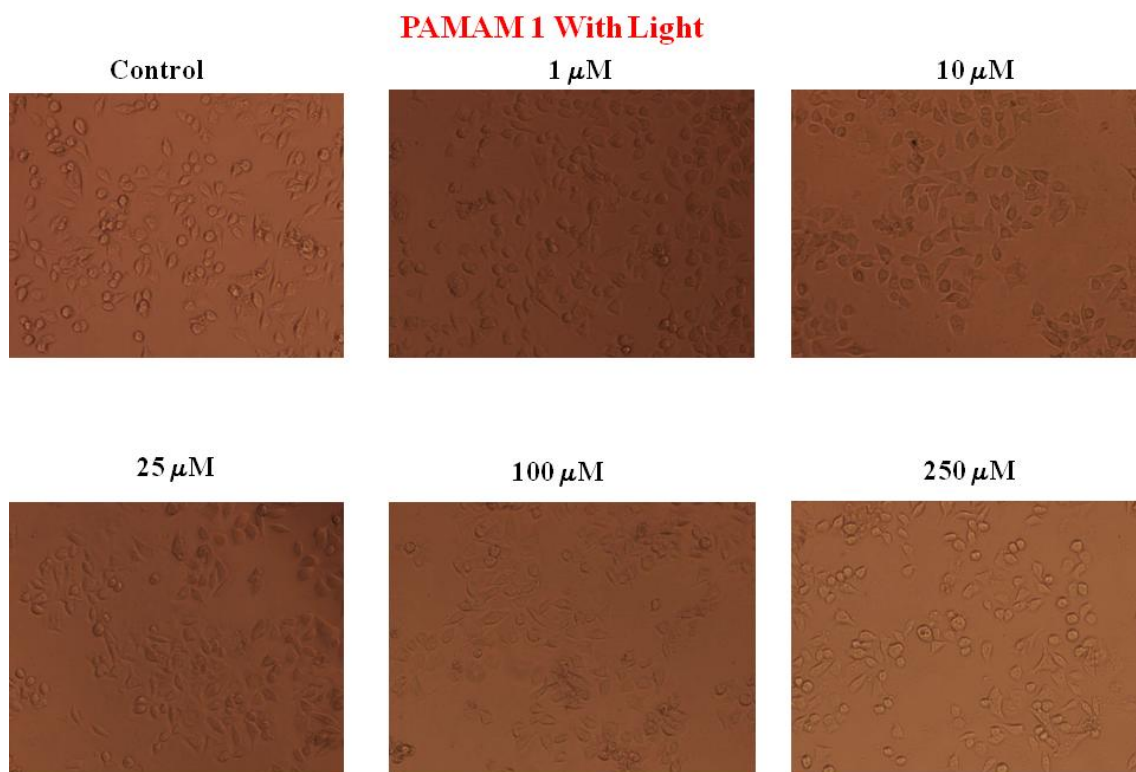 PAMAM 1 With Light
Control
1 μM
10 μM
25 μM
100 μM
250 μM